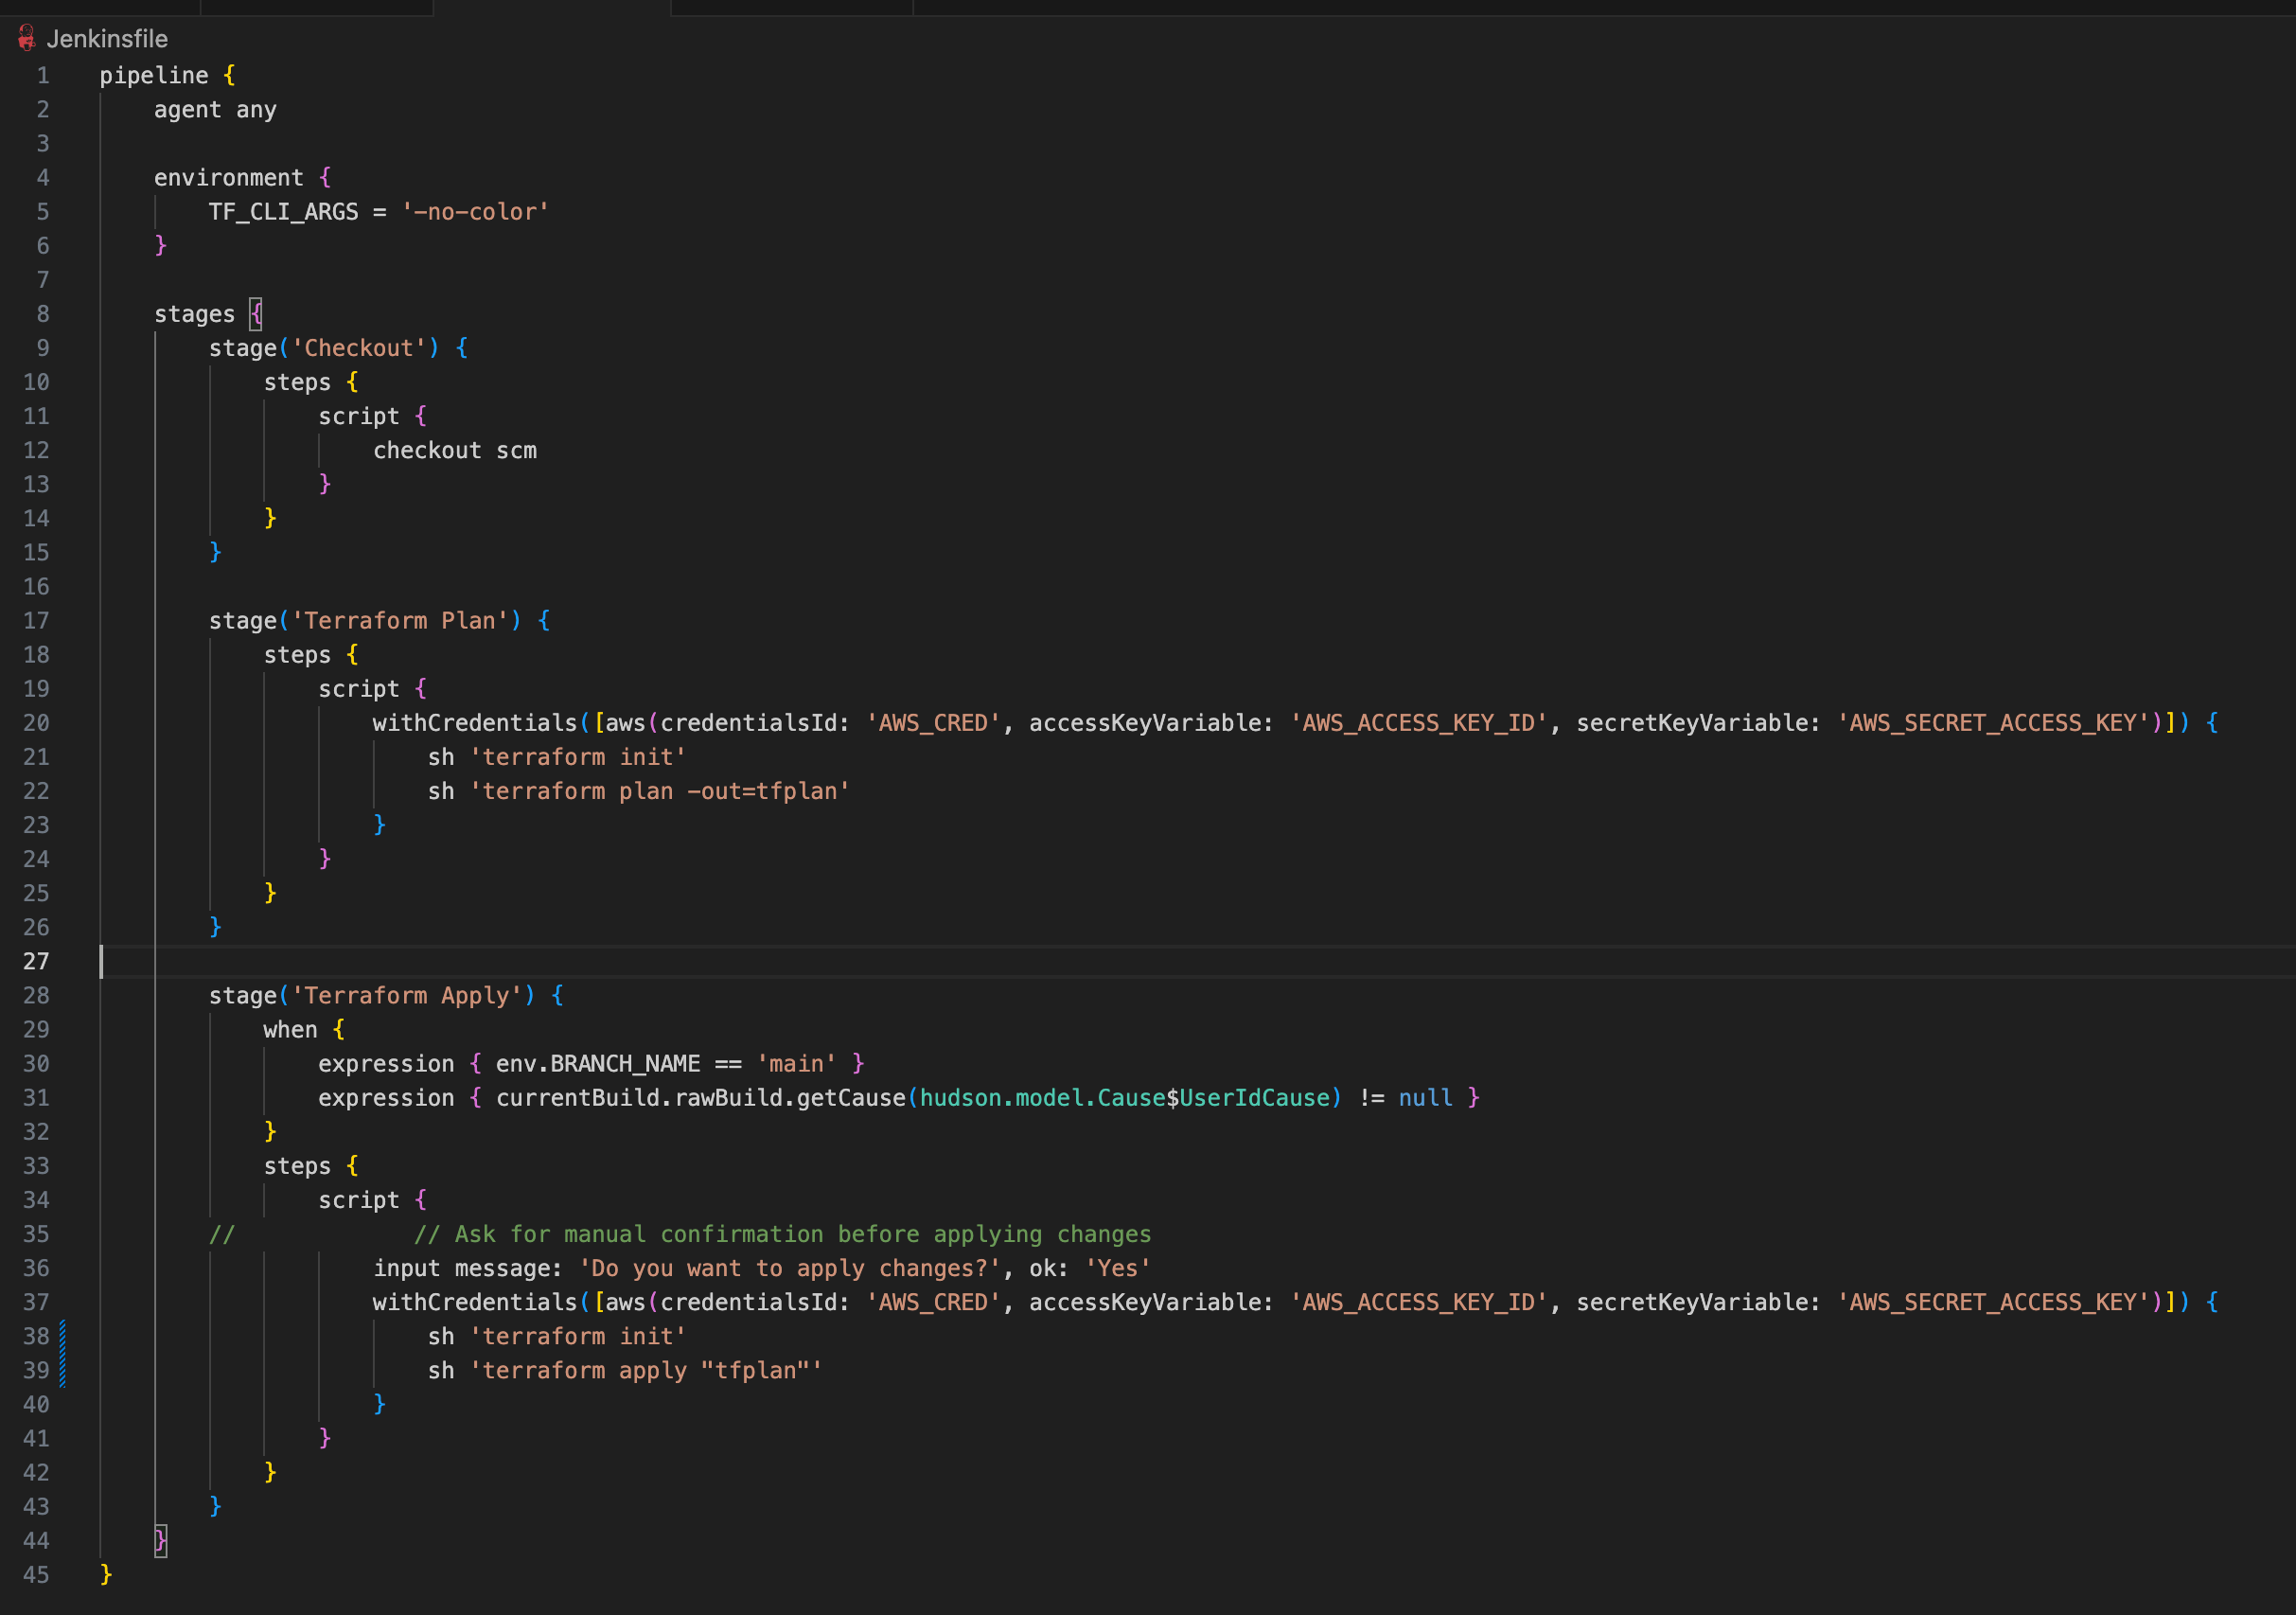 Jenkinsfile
1 pipeline {
2 agent any
3
4 environment {
5 TF_CLI_ARGS = '-no-color'
6 }
7
8 stages {
9 stage('Checkout') {
10 steps {
11 script {
12 checkout scm
13 }
14 }
15 }
16
17 stage('Terraform Plan') {
18 steps {
19 script {
20 withCredentials([aws(credentialsId: 'AWS_CRED', accessKeyVariable: 'AWS_ACCESS_KEY_ID', secretKeyVariable: 'AWS_SECRET_ACCESS_KEY')]) {
21 sh 'terraform init'
22 sh 'terraform plan -out=tfplan'
23 }
24 }
25 }
26 }
27
28 stage('Terraform Apply') {
29 when {
30 expression { env.BRANCH_NAME == 'main' }
31 expression { currentBuild.rawBuild.getCause(hudson.model.Cause$UserIdCause) != null }
32 }
33 steps {
34 script {
35 // // Ask for manual confirmation before applying changes
36 input message: 'Do you want to apply changes?', ok: 'Yes'
37 withCredentials([aws(credentialsId: 'AWS_CRED', accessKeyVariable: 'AWS_ACCESS_KEY_ID', secretKeyVariable: 'AWS_SECRET_ACCESS_KEY')]) {
38 sh 'terraform init'
39 sh 'terraform apply "tfplan"'
40 }
41 }
42 }
43 }
44 }
45 }